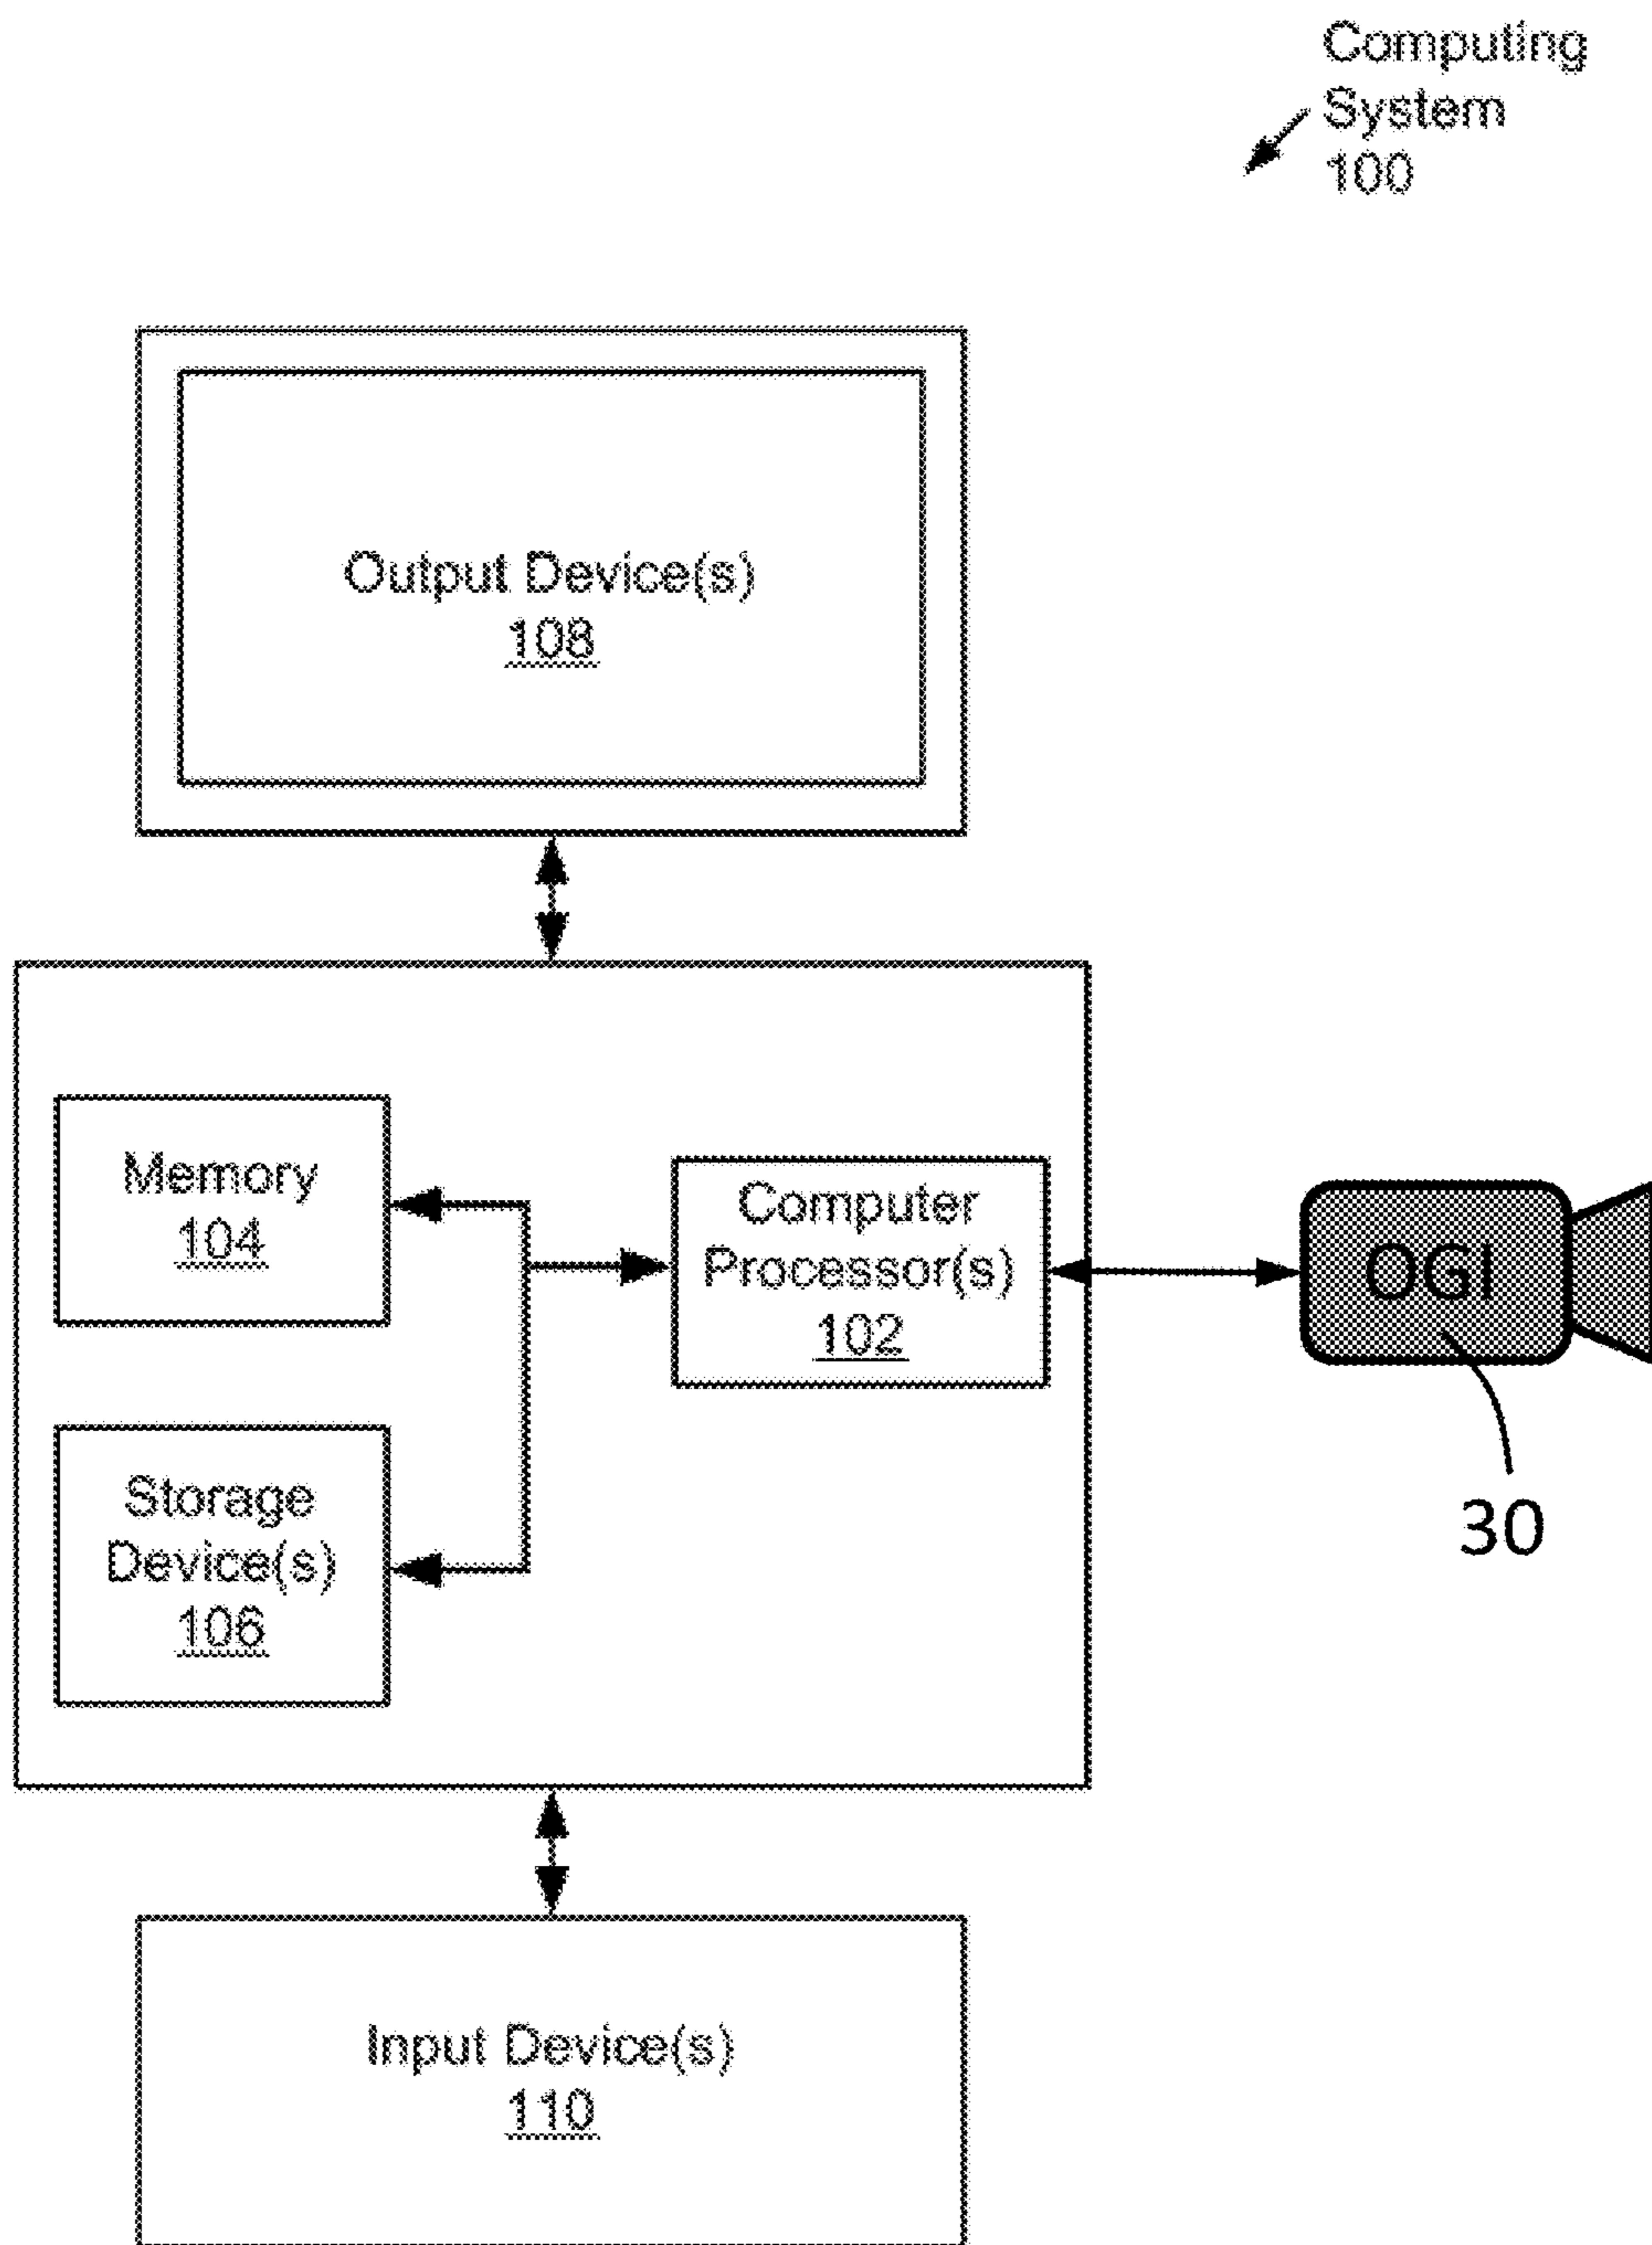 Computing
System
100
Output Device(s)
108
Memory
104
Computer
Processor(s)
102
OGI
30
Storage
Device(s)
106
Input Device(s)
110